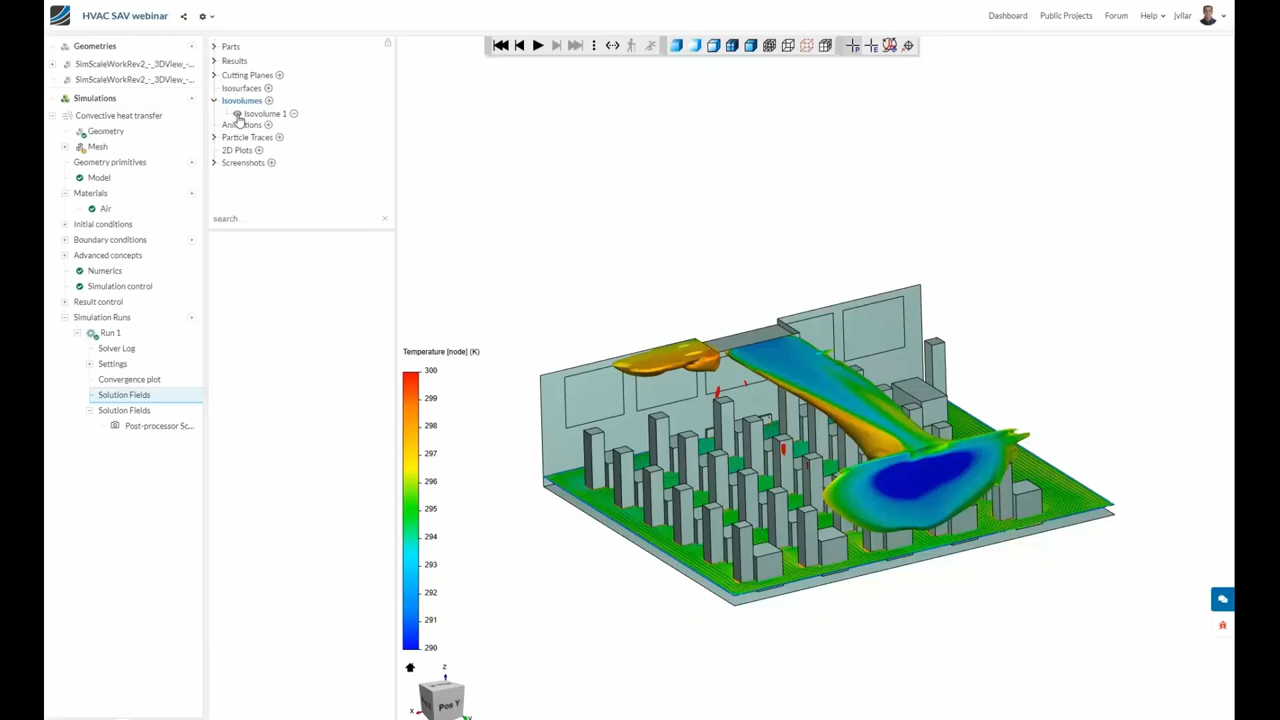 HVAC SAV webinar
Dashboard
Public Projects
Forum
Help
jvllar
Geometries
SimScaleWorkRev2_-_3DView_-...
SimScaleWorkRev2_-_3DView_-...
Simulations
Convective heat transfer
Geometry
Mesh
Geometry primitives
Model
Materials
Air
Initial conditions
Boundary conditions
Advanced concepts
Numerics
Simulation control
Result control
Simulation Runs
Run 1
Solver Log
Settings
Convergence plot
Solution Fields
Solution Fields
Post-processor Sc...
Parts
Results
Cutting Planes
Isosurfaces
Isovolumes
Isovolume 1
Particle Traces
2D Plots
Screenshots
search...
Temperature [node] (K)
300
299
298
297
296
295
294
293
292
291
290
Z
X
Pos Y